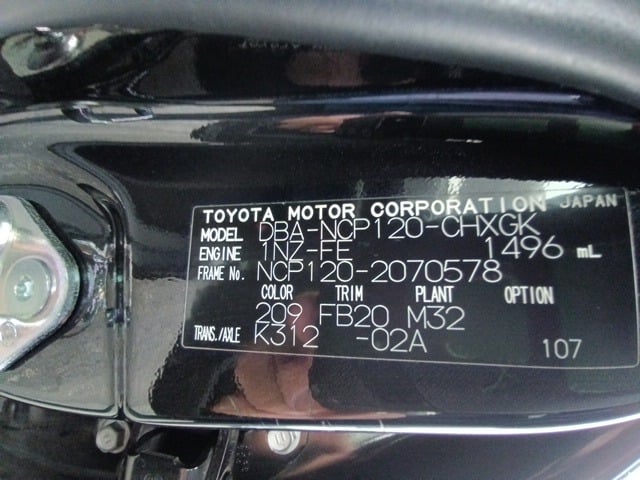 TOYOTA MOTOR CORPORATION JAPAN
MODEL DBA-NCP120-CHXGK
ENGINE 1NZ-FE 1496 mL
FRAME No. NCP120-2070578
COLOR TRIM PLANT OPTION
209 FB20 M32
TRANS./AXLE K312 -02A
107